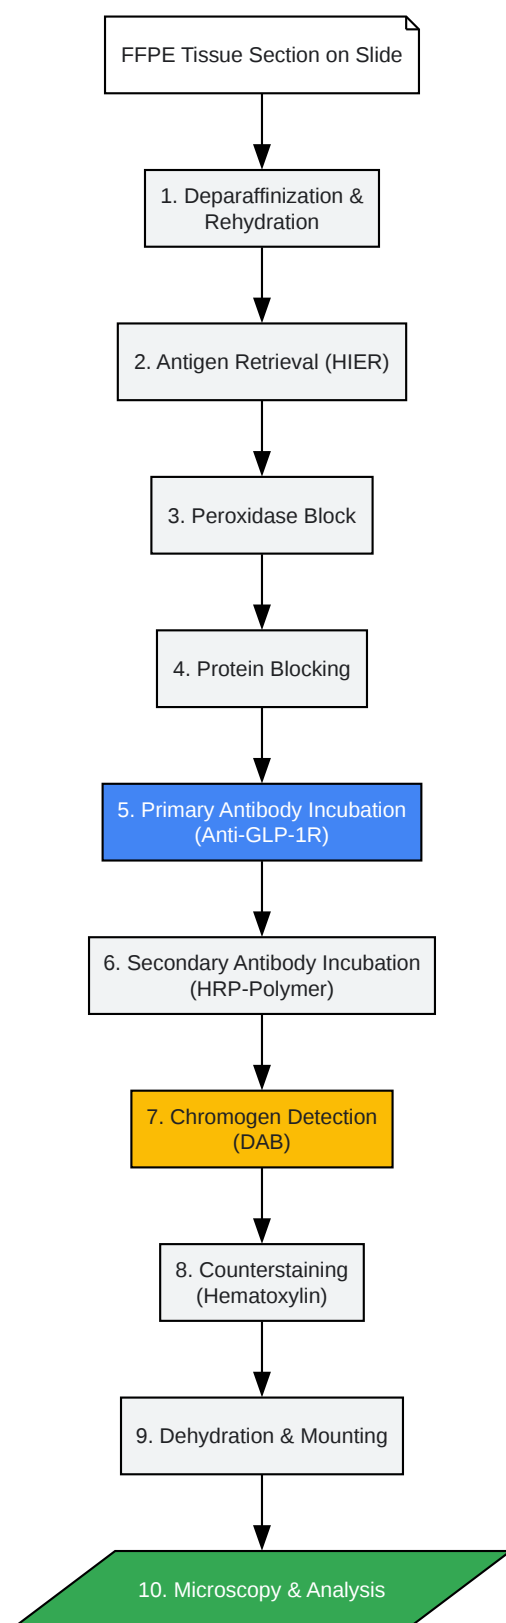 FFPE Tissue Section on Slide
1. Deparaffinization &
Rehydration
2. Antigen Retrieval (HIER)
3. Peroxidase Block
4. Protein Blocking
5. Primary Antibody Incubation
(Anti-GLP-1R)
6. Secondary Antibody Incubation
(HRP-Polymer)
7. Chromogen Detection
(DAB)
8. Counterstaining
(Hematoxylin)
9. Dehydration & Mounting
10. Microscopy & Analysis